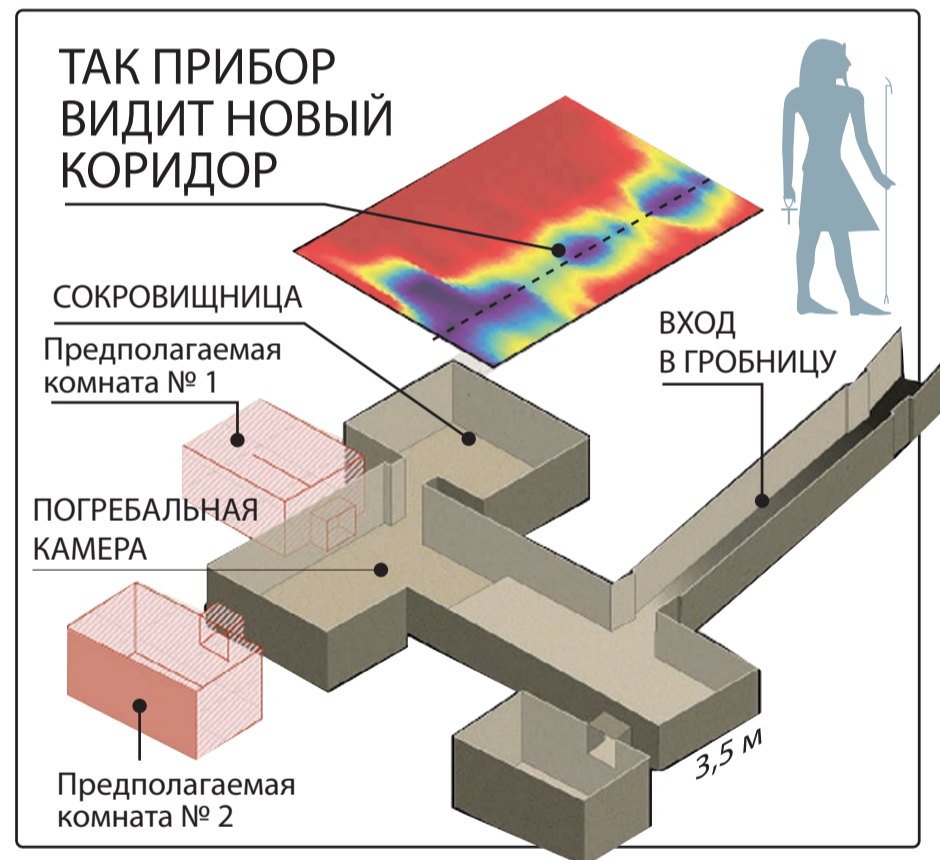 ТАК ПРИБОР
ВИДИТ НОВЫЙ
КОРИДОР
СОКРОВИЩНИЦА
Предполагаемая
комната № 1
ВХОД
В ГРОБНИЦУ
ПОГРЕБАЛЬНАЯ
КАМЕРА
3,5 м
Предполагаемая
комната № 2